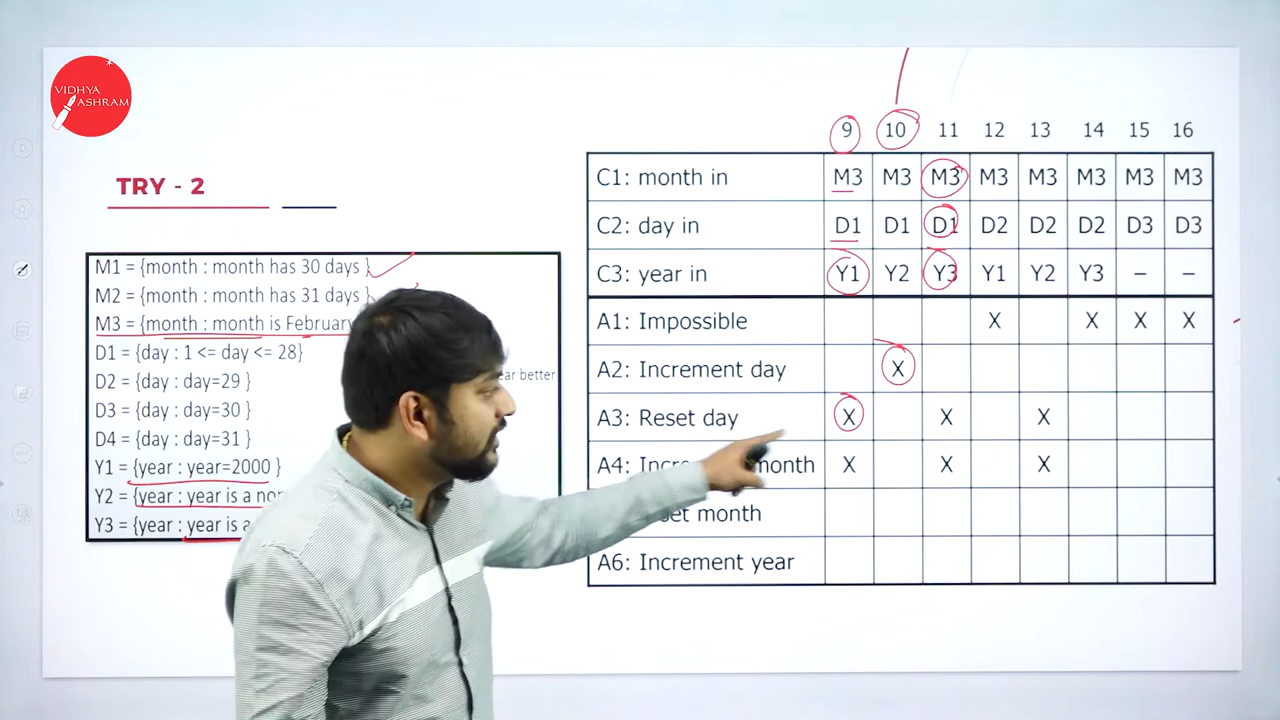 VIDHYA
ASHRAM
TRY - 2
M1 = {month : month has 30 days }
M2 = {month : month has 31 days }
M3 = {month : month is February
D1 = {day : 1 <= day <= 28}
D2 = {day : day=29 }
D3 = {day : day=30 }
D4 = {day : day=31 }
Y1 = {year : year=2000 }
Y2 = {year : year is a
Y3 = {year : year is a
better
9 10 11 12 13 14 15 16
C1: month in M3 M3 M3 M3 M3 M3 M3 M3
C2: day in D1 D1 D1 D2 D2 D2 D3 D3
C3: year in Y1 Y2 Y3 Y1 Y2 Y3 – –
A1: Impossible X X X X
A2: Increment day X
A3: Reset day X X X
A4: month X X X
month
A6: Increment year